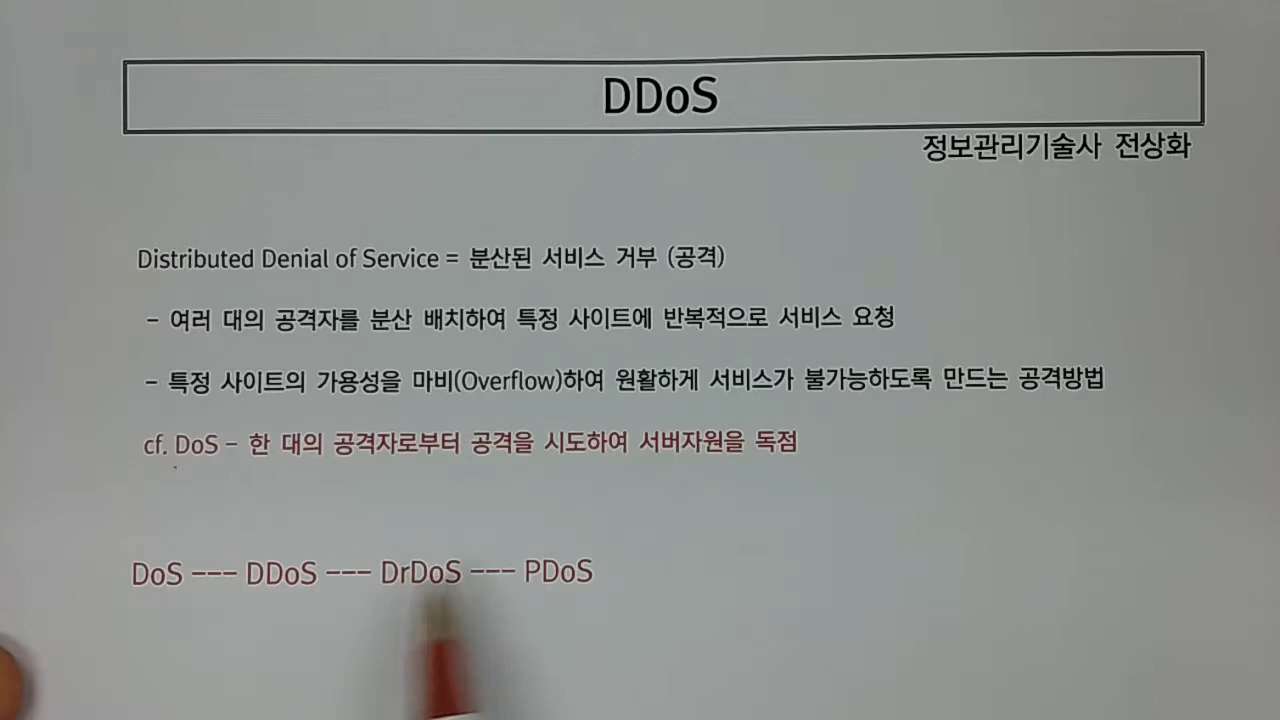 DDoS
정보관리기술사 전상화
Distributed Denial of Service = 분산된 서비스 거부 (공격)
- 여러 대의 공격자를 분산 배치하여 특정 사이트에 반복적으로 서비스 요청
- 특정 사이트의 가용성을 마비(Overflow)하여 원활하게 서비스가 불가능하도록 만드는 공격방법
cf. DoS - 한 대의 공격자로부터 공격을 시도하여 서버자원을 독점
DoS --- DDoS --- DrDoS --- PDoS